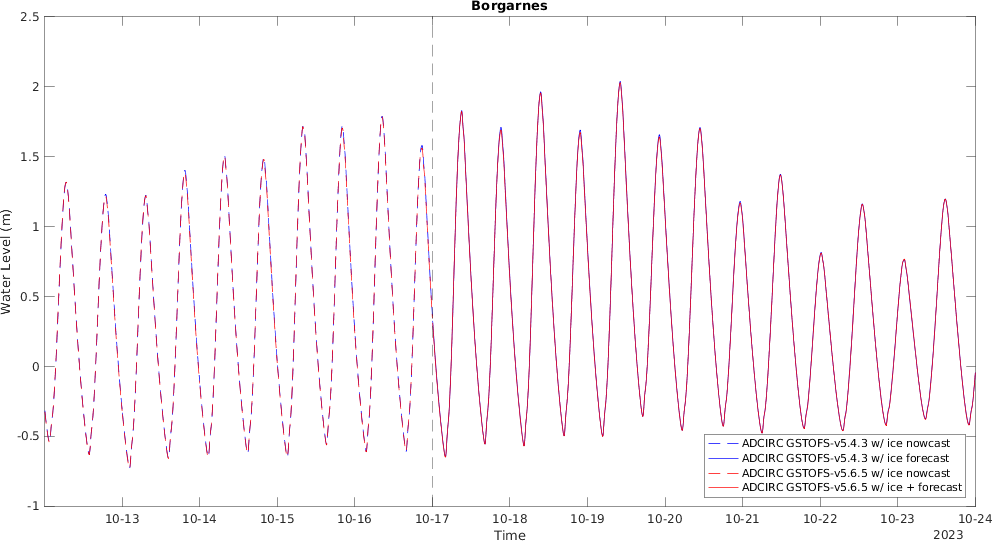 Borgarnes
2.5
2
1.5
1
0.5
0
-0.5
-1
Water Level (m)
10-13 10-14 10-15 10-16 10-17 10-18 10-19 10-20 10-21 10-22 10-23 10-24
Time
2023
ADCIRC GSTOFS-v5.4.3 w/ ice nowcast
ADCIRC GSTOFS-v5.4.3 w/ ice forecast
ADCIRC GSTOFS-v5.6.5 w/ ice nowcast
ADCIRC GSTOFS-v5.6.5 w/ ice + forecast